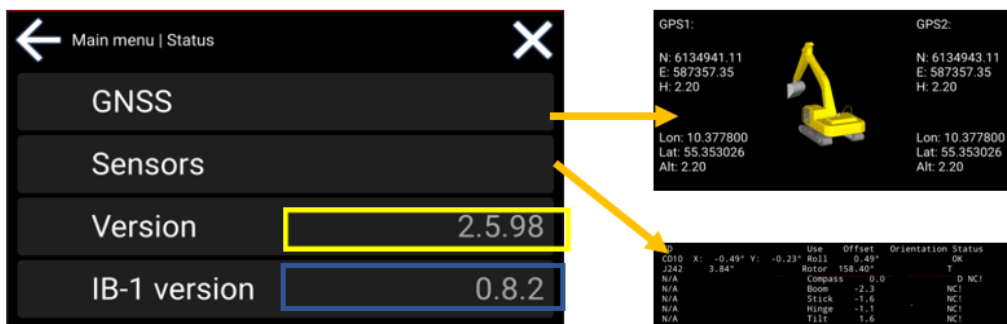 Main menu | Status
GNSS
Sensors
Version 2.5.98
IB-1 version 0.8.2
GPS1:
N: 6134941.11
E: 587357.35
H: 2.20
Lon: 10.377800
Lat: 55.353026
Alt: 2.20
GPS2:
N: 6134943.11
E: 587357.35
H: 2.20
Lon: 10.377800
Lat: 55.353026
Alt: 2.20
Use Offset Orientation Status
CO10 X: -0.49° Y: -0.23° Roll 0.49° OK
J242 3.84° Rotor 158.40° T
N/A Compass 0.0 D NC!
N/A Boom -2.3 NC!
N/A Stick -1.6 NC!
N/A Hinge -1.1 NC!
N/A Tilt 1.6 NC!